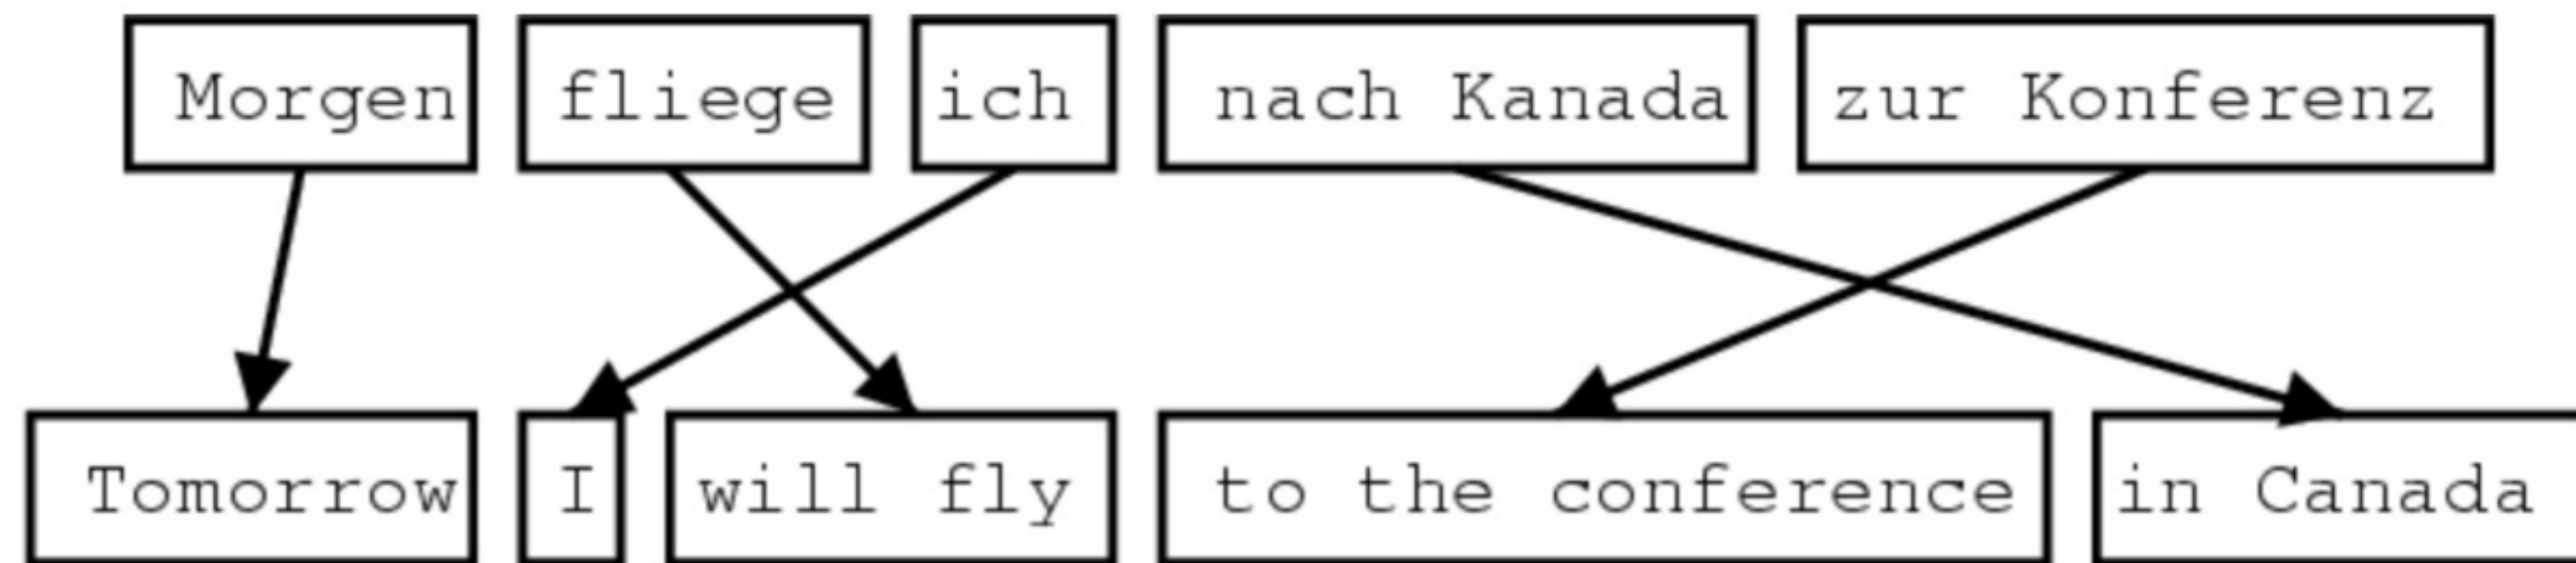 Morgen fliege ich nach Kanada zur Konferenz
Tomorrow I will fly to the conference in Canada